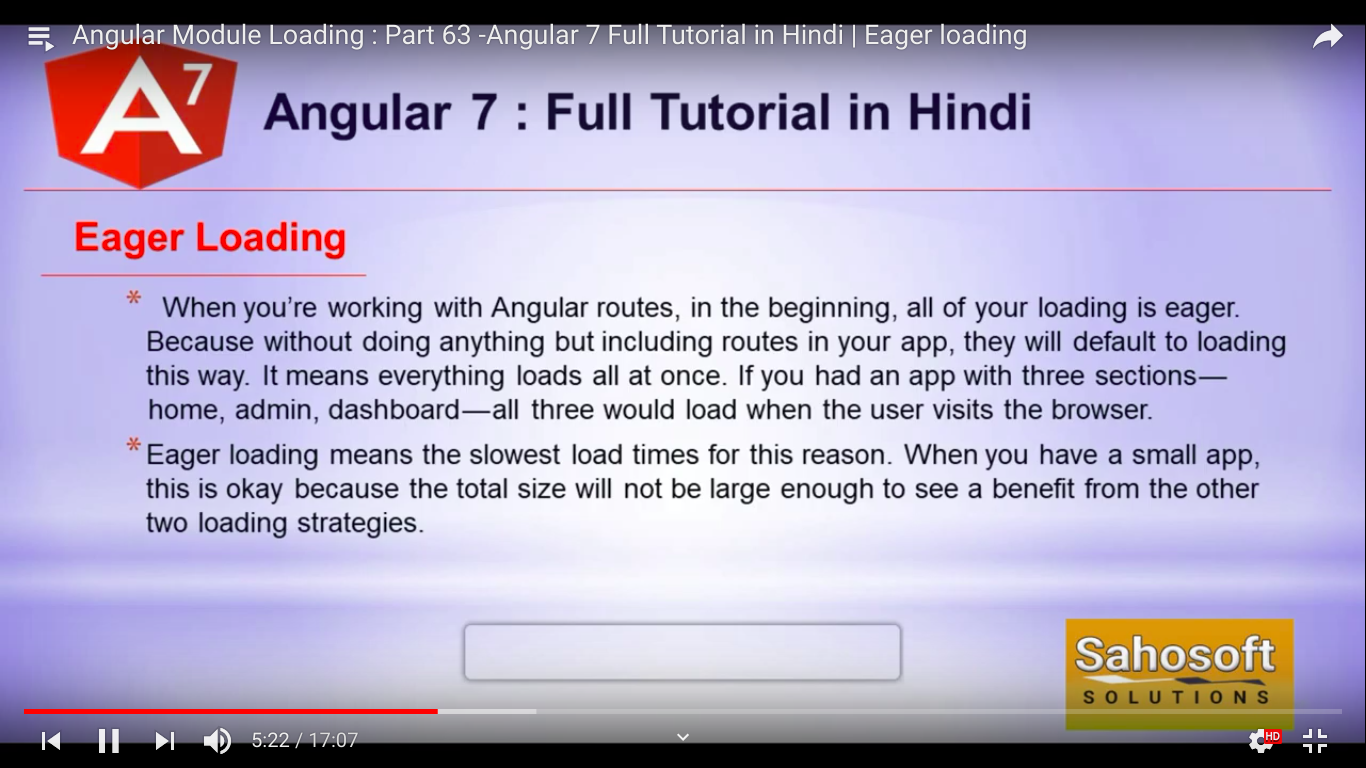 Angular Module Loading : Part 63 -Angular 7 Full Tutorial in Hindi | Eager loading
A 7
Angular 7 : Full Tutorial in Hindi
Eager Loading
* When you’re working with Angular routes, in the beginning, all of your loading is eager.
Because without doing anything but including routes in your app, they will default to loading
this way. It means everything loads all at once. If you had an app with three sections—
home, admin, dashboard—all three would load when the user visits the browser.
* Eager loading means the slowest load times for this reason. When you have a small app,
this is okay because the total size will not be large enough to see a benefit from the other
two loading strategies.
Sahosoft
SOLUTIONS
5:22 / 17:07
HD